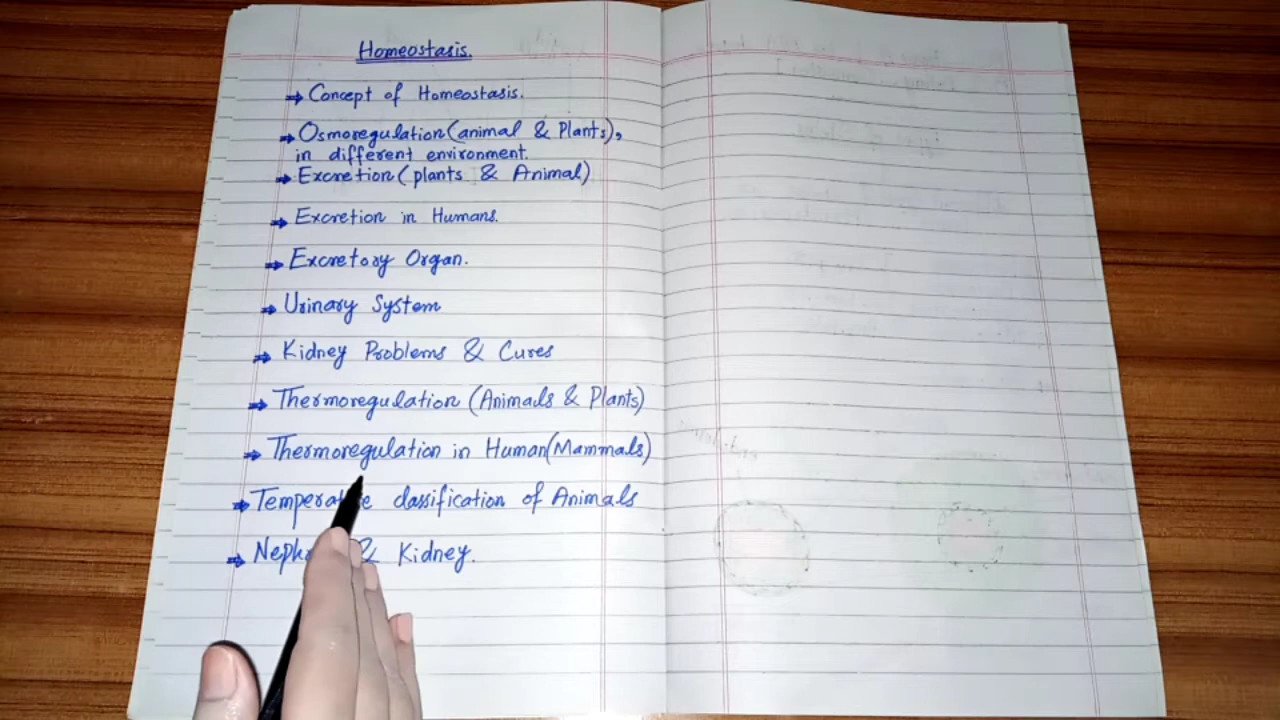 Homeostasis.
⇒ Concept of Homeostasis.
⇒ Osmoregulation (animal & Plants),
in different environment.
⇒ Excretion ( plants & Animal)
⇒ Excretion in Humans.
⇒ Excretory Organ.
⇒ Urinary System
⇒ Kidney Problems & Cures
⇒ Thermoregulation (Animals & Plants)
⇒ Thermoregulation in Human (Mammals)
⇒ classification of Animals
⇒ & Kidney.